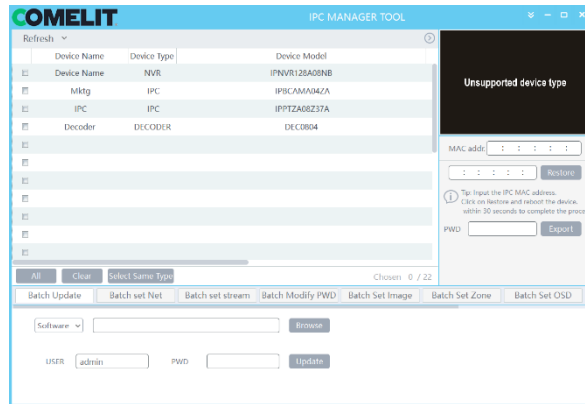 COMELIT
IPC MANAGER TOOL
Refresh
Device Name Device Type Device Model
Device Name NVR IPNVR128A08NB
Mktg IPC IPBCAMA04ZA
IPC IPC IPPTZA08Z37A
Decoder DECODER DEC0804
Unsupported device type
MAC addr. : : : : :
: : : : : Restore
Tip: Input the IPC MAC address.
Click on Restore and reboot the device.
within 30 seconds to complete the proce
PWD Export
All Clear Select Same Type Chosen 0 / 22
Batch Update Batch set Net Batch set stream Batch Modify PWD Batch Set Image Batch Set Zone Batch Set OSD
Software Browse
USER admin PWD Update